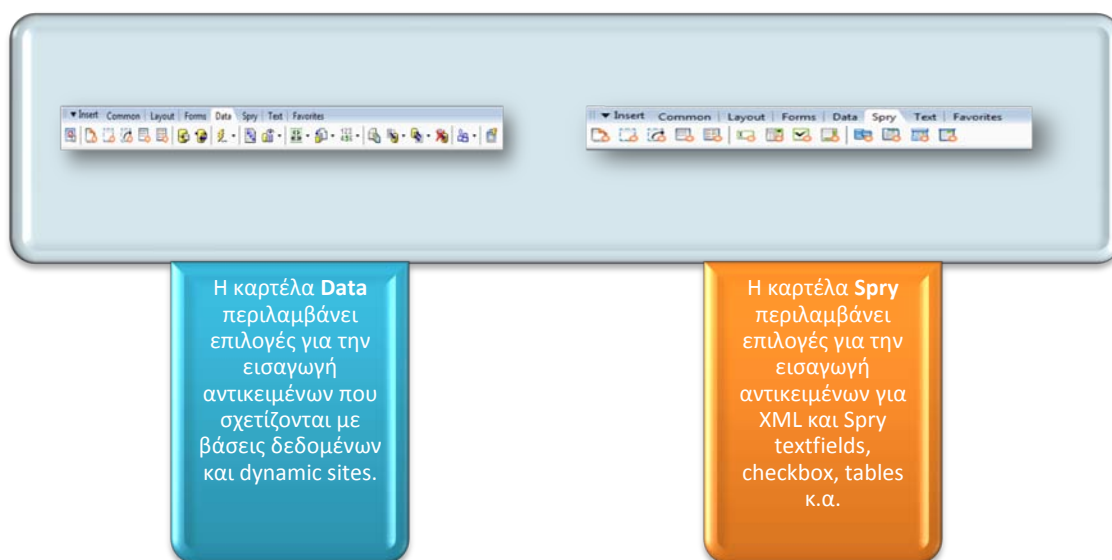 ▼ Insert Common Layout Forms Data Spry Text Favorites
▼ Insert Common Layout Forms Data Spry Text Favorites
Η καρτέλα Data
περιλαμβάνει
επιλογές για την
εισαγωγή
αντικειμένων που
σχετίζονται με
βάσεις δεδομένων
και dynamic sites.
Η καρτέλα Spry
περιλαμβάνει
επιλογές για την
εισαγωγή
αντικειμένων για
XML και Spry
textfields,
checkbox, tables
κ.α.